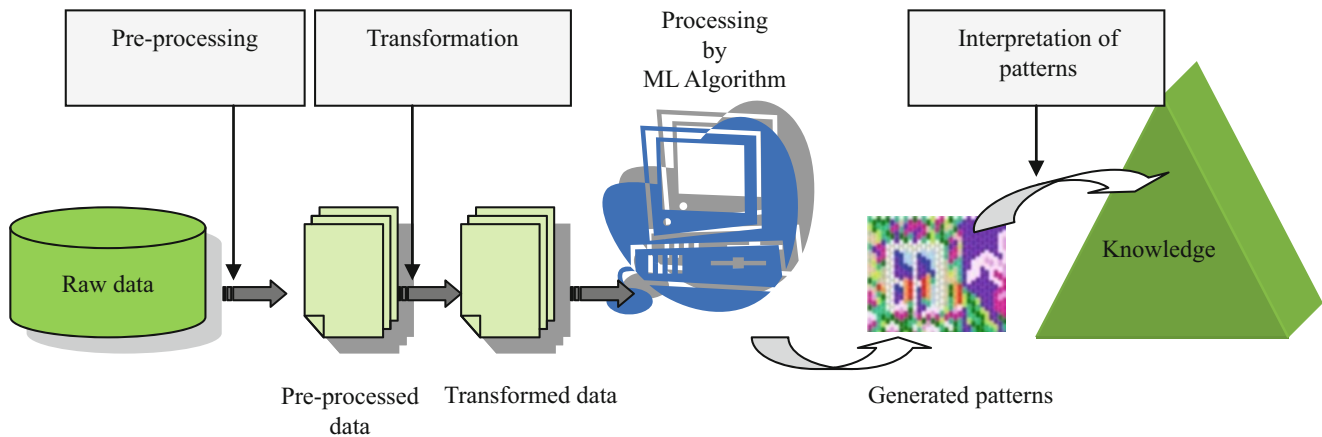 Pre-processing
Transformation
Processing
by
ML Algorithm
Interpretation of
patterns
Raw data
Knowledge
Pre-processed
data
Transformed data
Generated patterns